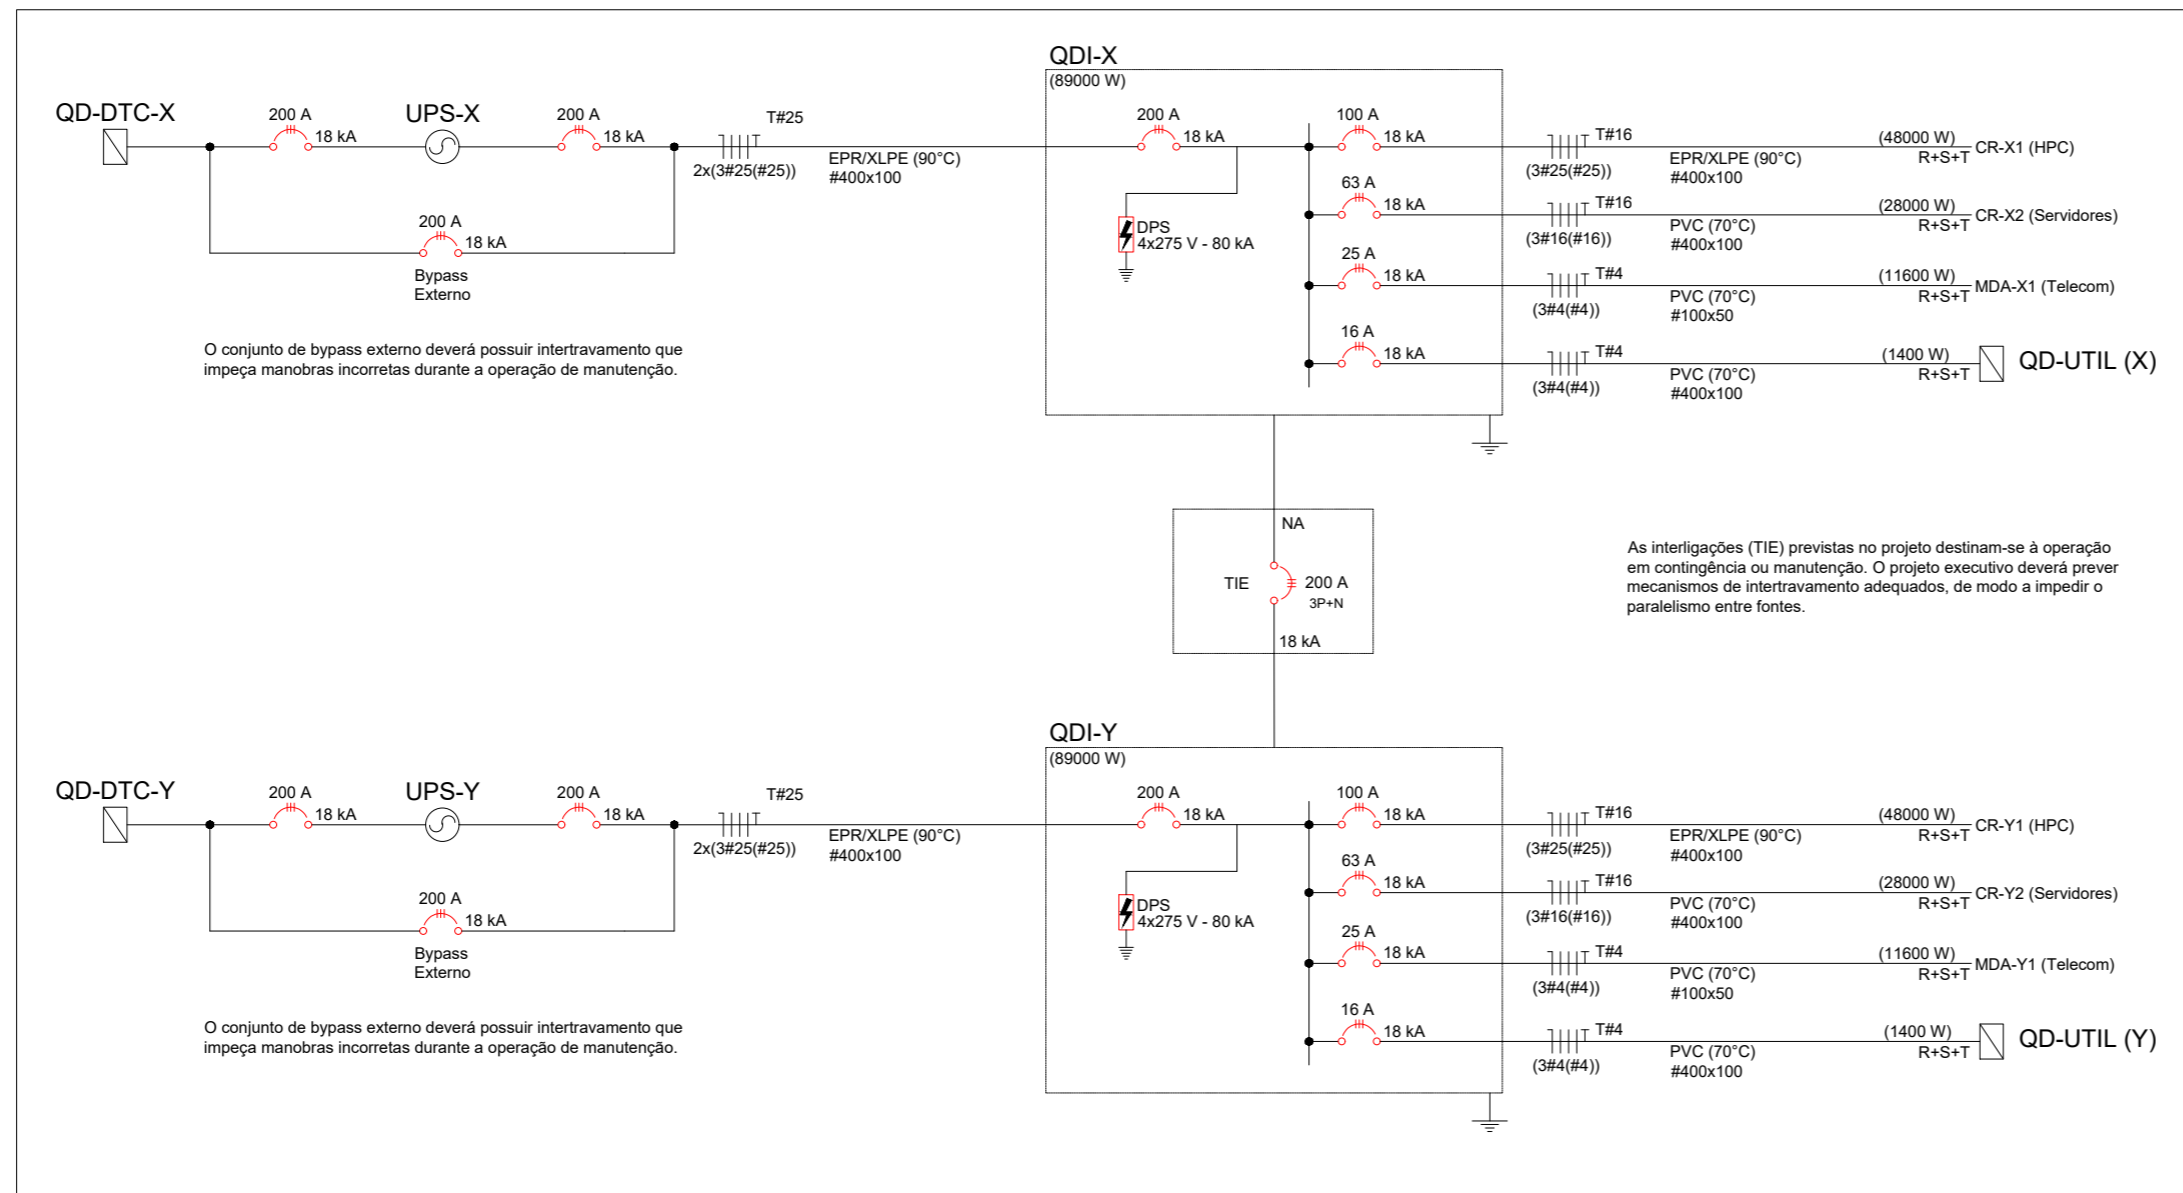 QDI-X
(89000 W)
QD-DTC-X
200 A
18 kA
UPS-X
200 A
18 kA
T#25
2x(3#25(#25))
EPR/XLPE (90°C)
#400x100
200 A
18 kA
Bypass
Externo
O conjunto de bypass externo deverá possuir intertravamento que
impeça manobras incorretas durante a operação de manutenção.
200 A
18 kA
DPS
4x275 V - 80 kA
100 A
18 kA
T#16
(3#25(#25))
EPR/XLPE (90°C)
#400x100
(48000 W)
R+S+T
CR-X1 (HPC)
63 A
18 kA
T#16
(3#16(#16))
PVC (70°C)
#400x100
(28000 W)
R+S+T
CR-X2 (Servidores)
25 A
18 kA
T#4
(3#4(#4))
PVC (70°C)
#100x50
(11600 W)
R+S+T
MDA-X1 (Telecom)
16 A
18 kA
T#4
(3#4(#4))
PVC (70°C)
#400x100
(1400 W)
R+S+T
QD-UTIL (X)
NA
TIE
200 A
3P+N
18 kA
As interligações (TIE) previstas no projeto destinam-se à operação
em contingência ou manutenção. O projeto executivo deverá prever
mecanismos de intertravamento adequados, de modo a impedir o
paralelismo entre fontes.
QDI-Y
(89000 W)
QD-DTC-Y
200 A
18 kA
UPS-Y
200 A
18 kA
T#25
2x(3#25(#25))
EPR/XLPE (90°C)
#400x100
200 A
18 kA
Bypass
Externo
O conjunto de bypass externo deverá possuir intertravamento que
impeça manobras incorretas durante a operação de manutenção.
200 A
18 kA
DPS
4x275 V - 80 kA
100 A
18 kA
T#16
(3#25(#25))
EPR/XLPE (90°C)
#400x100
(48000 W)
R+S+T
CR-Y1 (HPC)
63 A
18 kA
T#16
(3#16(#16))
PVC (70°C)
#400x100
(28000 W)
R+S+T
CR-Y2 (Servidores)
25 A
18 kA
T#4
(3#4(#4))
PVC (70°C)
#100x50
(11600 W)
R+S+T
MDA-Y1 (Telecom)
16 A
18 kA
T#4
(3#4(#4))
PVC (70°C)
#400x100
(1400 W)
R+S+T
QD-UTIL (Y)